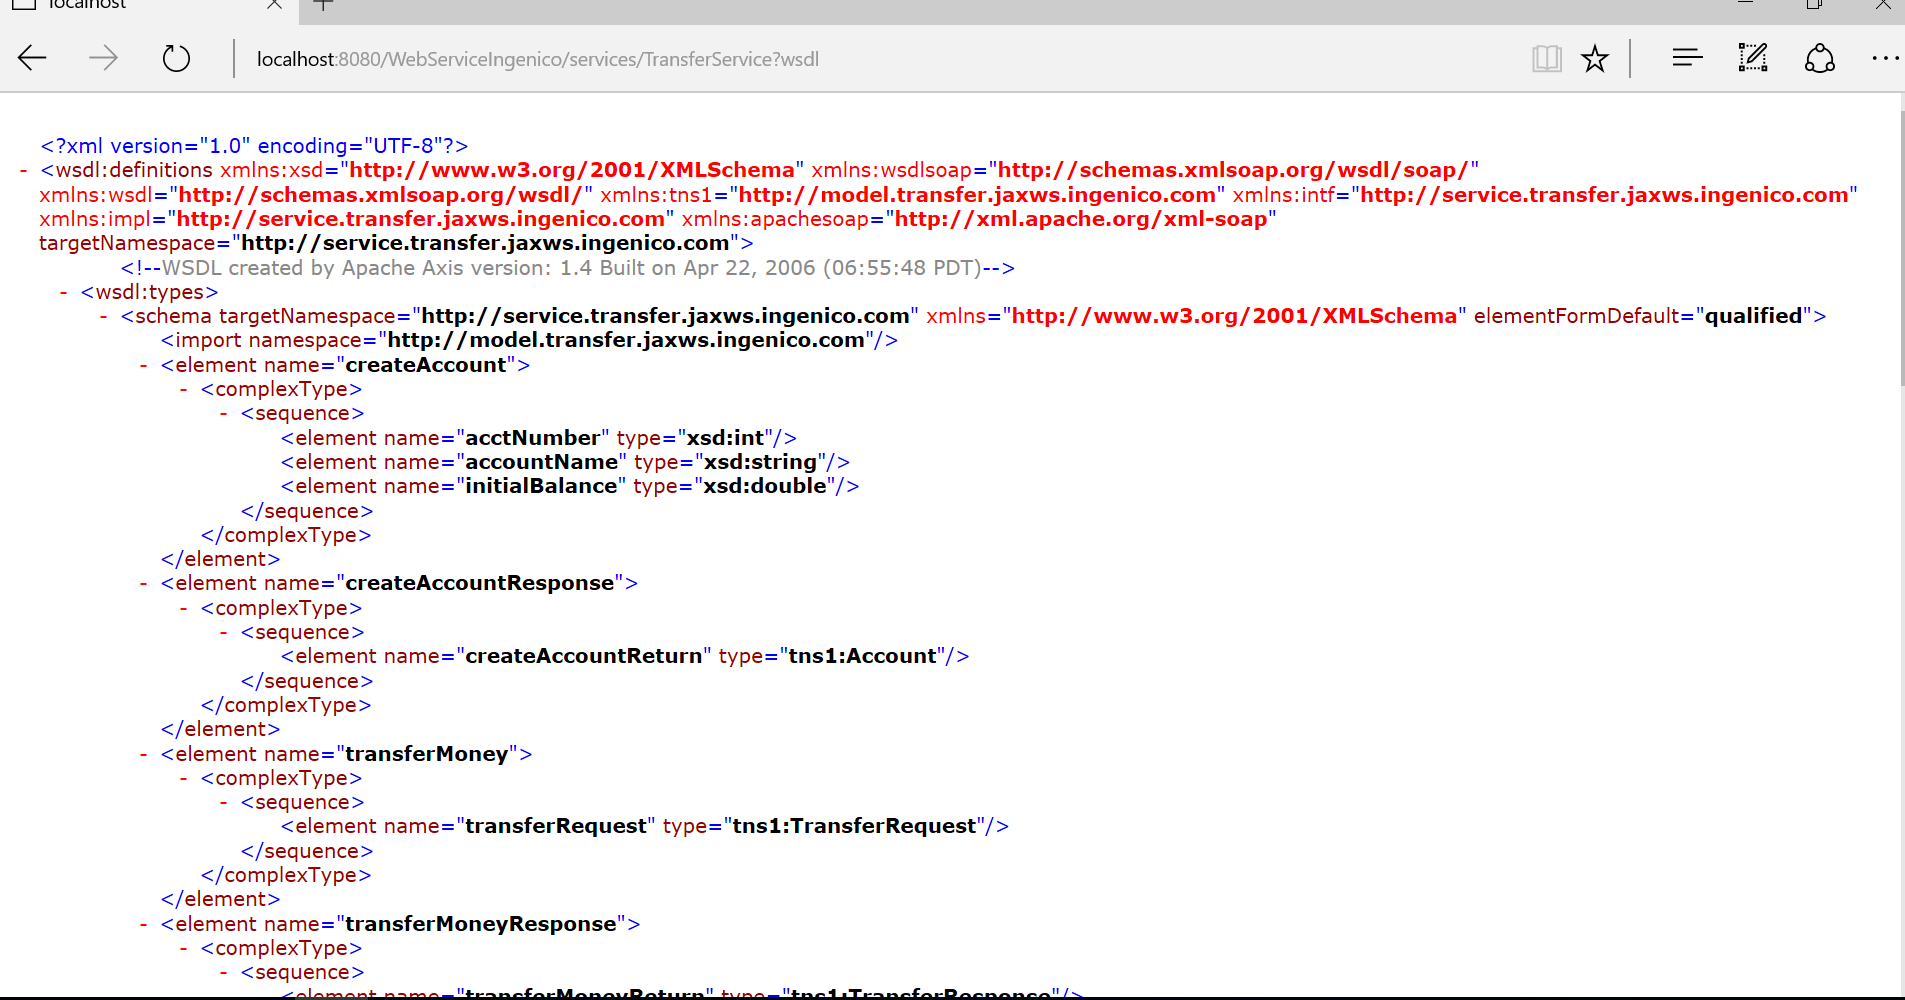 localhost
localhost:8080/WebServiceIngenico/services/TransferService?wsdl
<?xml version="1.0" encoding="UTF-8"?>
- <wsdl:definitions xmlns:xsd="http://www.w3.org/2001/XMLSchema" xmlns:wsdlsoap="http://schemas.xmlsoap.org/wsdl/soap/"
xmlns:wsdl="http://schemas.xmlsoap.org/wsdl/" xmlns:tns1="http://model.transfer.jaxws.ingenico.com" xmlns:intf="http://service.transfer.jaxws.ingenico.com"
xmlns:impl="http://service.transfer.jaxws.ingenico.com" xmlns:apachesoap="http://xml.apache.org/xml-soap"
targetNamespace="http://service.transfer.jaxws.ingenico.com">
<!--WSDL created by Apache Axis version: 1.4 Built on Apr 22, 2006 (06:55:48 PDT)-->
- <wsdl:types>
- <schema targetNamespace="http://service.transfer.jaxws.ingenico.com" xmlns="http://www.w3.org/2001/XMLSchema" elementFormDefault="qualified">
<import namespace="http://model.transfer.jaxws.ingenico.com"/>
- <element name="createAccount">
- <complexType>
- <sequence>
<element name="acctNumber" type="xsd:int"/>
<element name="accountName" type="xsd:string"/>
<element name="initialBalance" type="xsd:double"/>
</sequence>
</complexType>
</element>
- <element name="createAccountResponse">
- <complexType>
- <sequence>
<element name="createAccountReturn" type="tns1:Account"/>
</sequence>
</complexType>
</element>
- <element name="transferMoney">
- <complexType>
- <sequence>
<element name="transferRequest" type="tns1:TransferRequest"/>
</sequence>
</complexType>
</element>
- <element name="transferMoneyResponse">
- <complexType>
- <sequence>
<element name="transferMoneyReturn" type="tns1:TransferResponse"/>